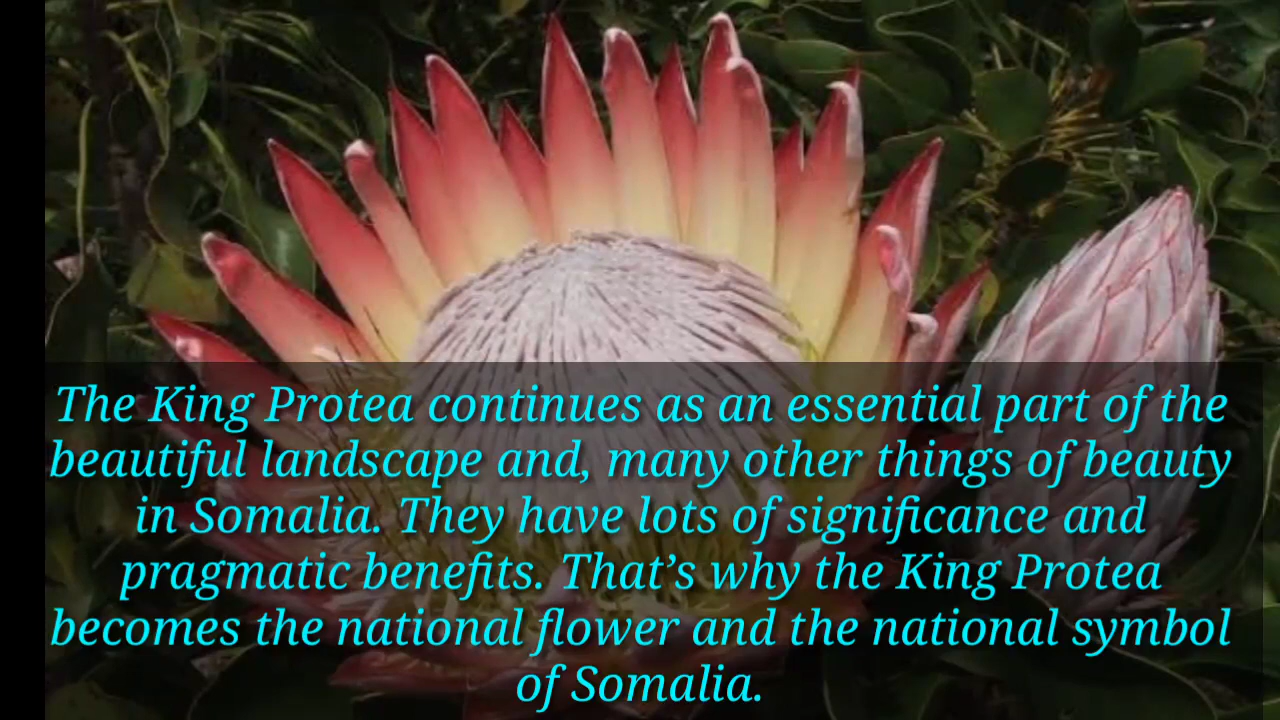 The King Protea continues as an essential part of the
beautiful landscape and, many other things of beauty
in Somalia. They have lots of significance and
pragmatic benefits. That’s why the King Protea
becomes the national flower and the national symbol
of Somalia.